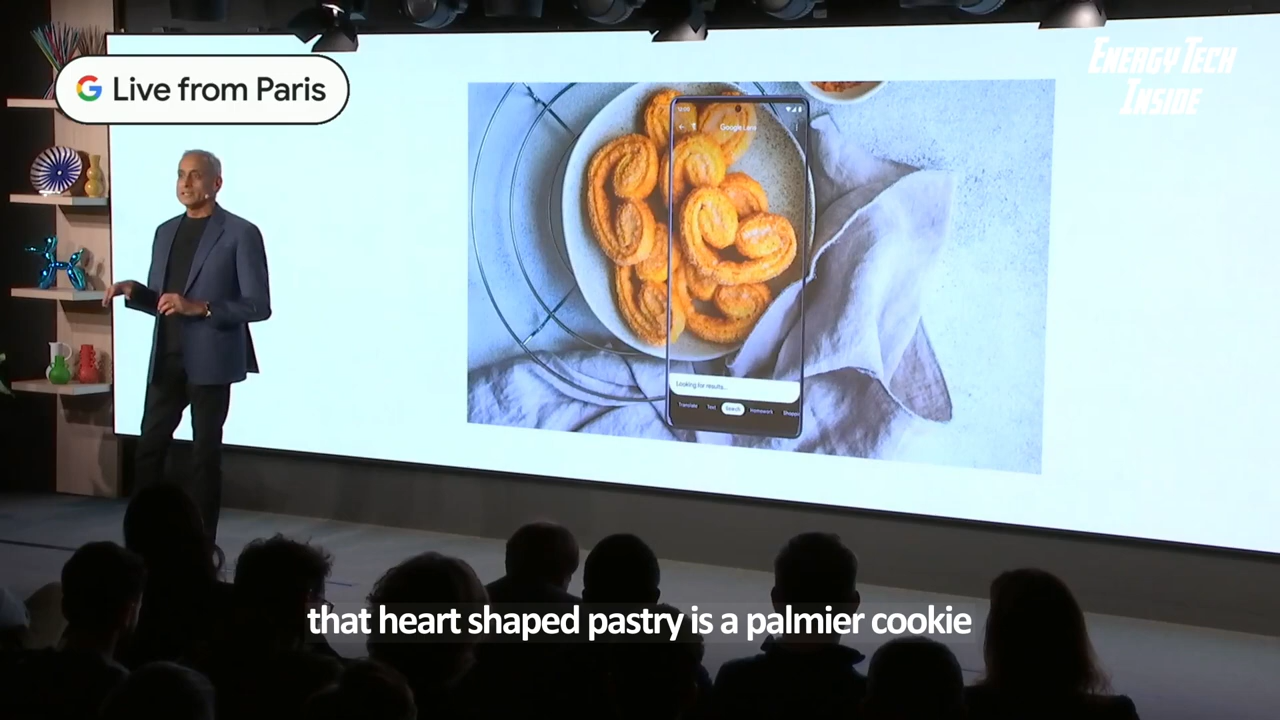 Live from Paris
ENERGY TECH
INSIDE
Google Lens
Looking for results...
Translate Text Search Homework Shopping
that heart shaped pastry is a palmier cookie